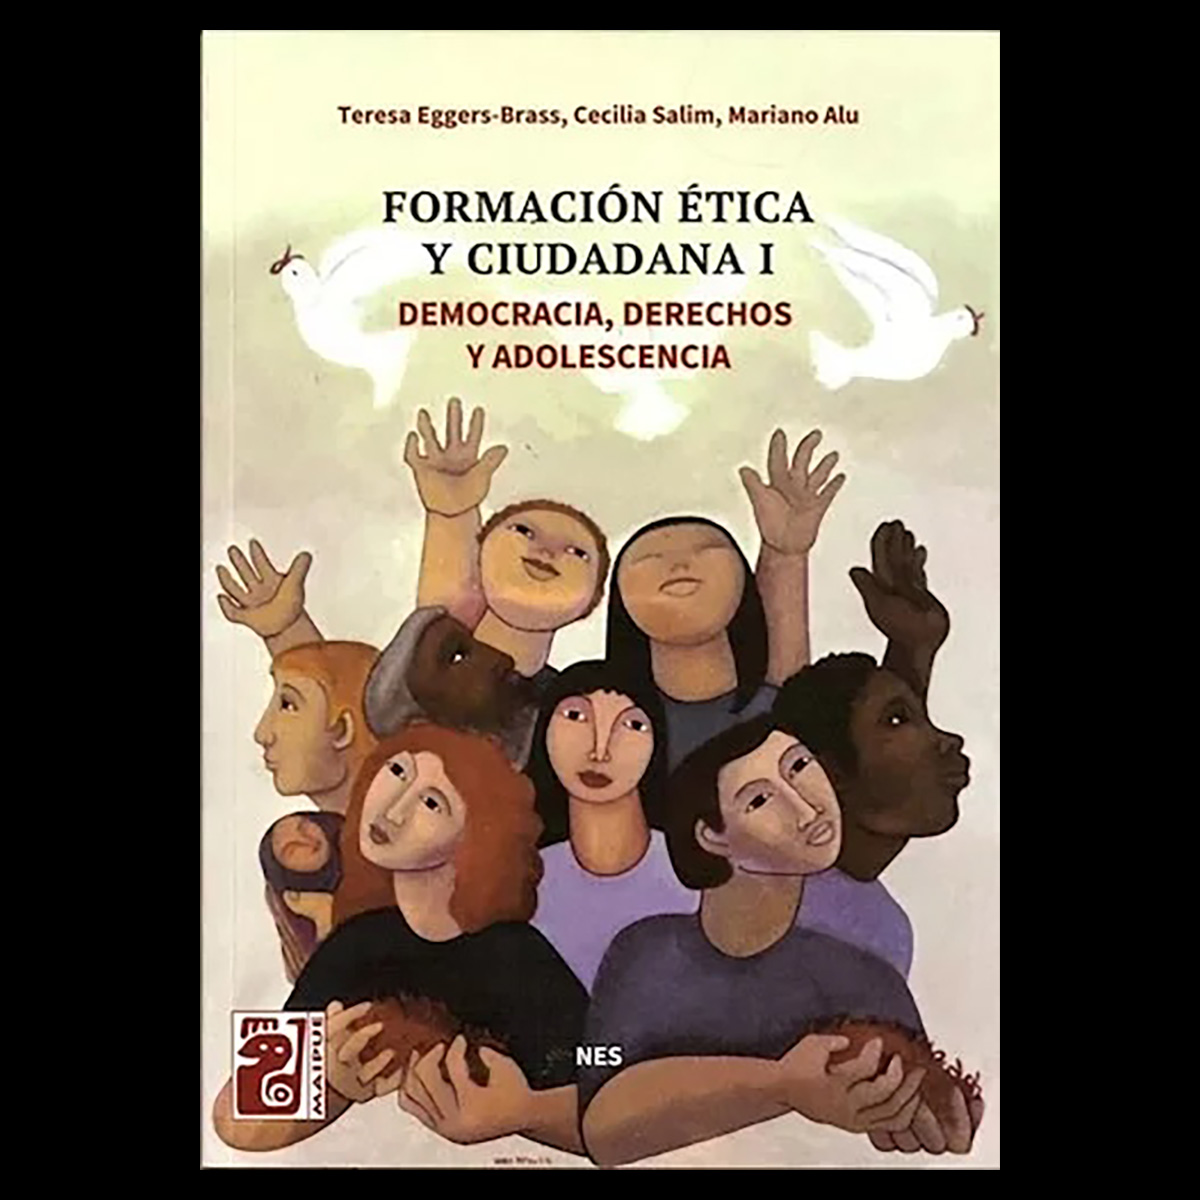 Teresa Eggers-Brass, Cecilia Salim, Mariano Alu
FORMACIÓN ÉTICA
Y CIUDADANA I
DEMOCRACIA, DERECHOS
Y ADOLESCENCIA
NES
MAIPUE